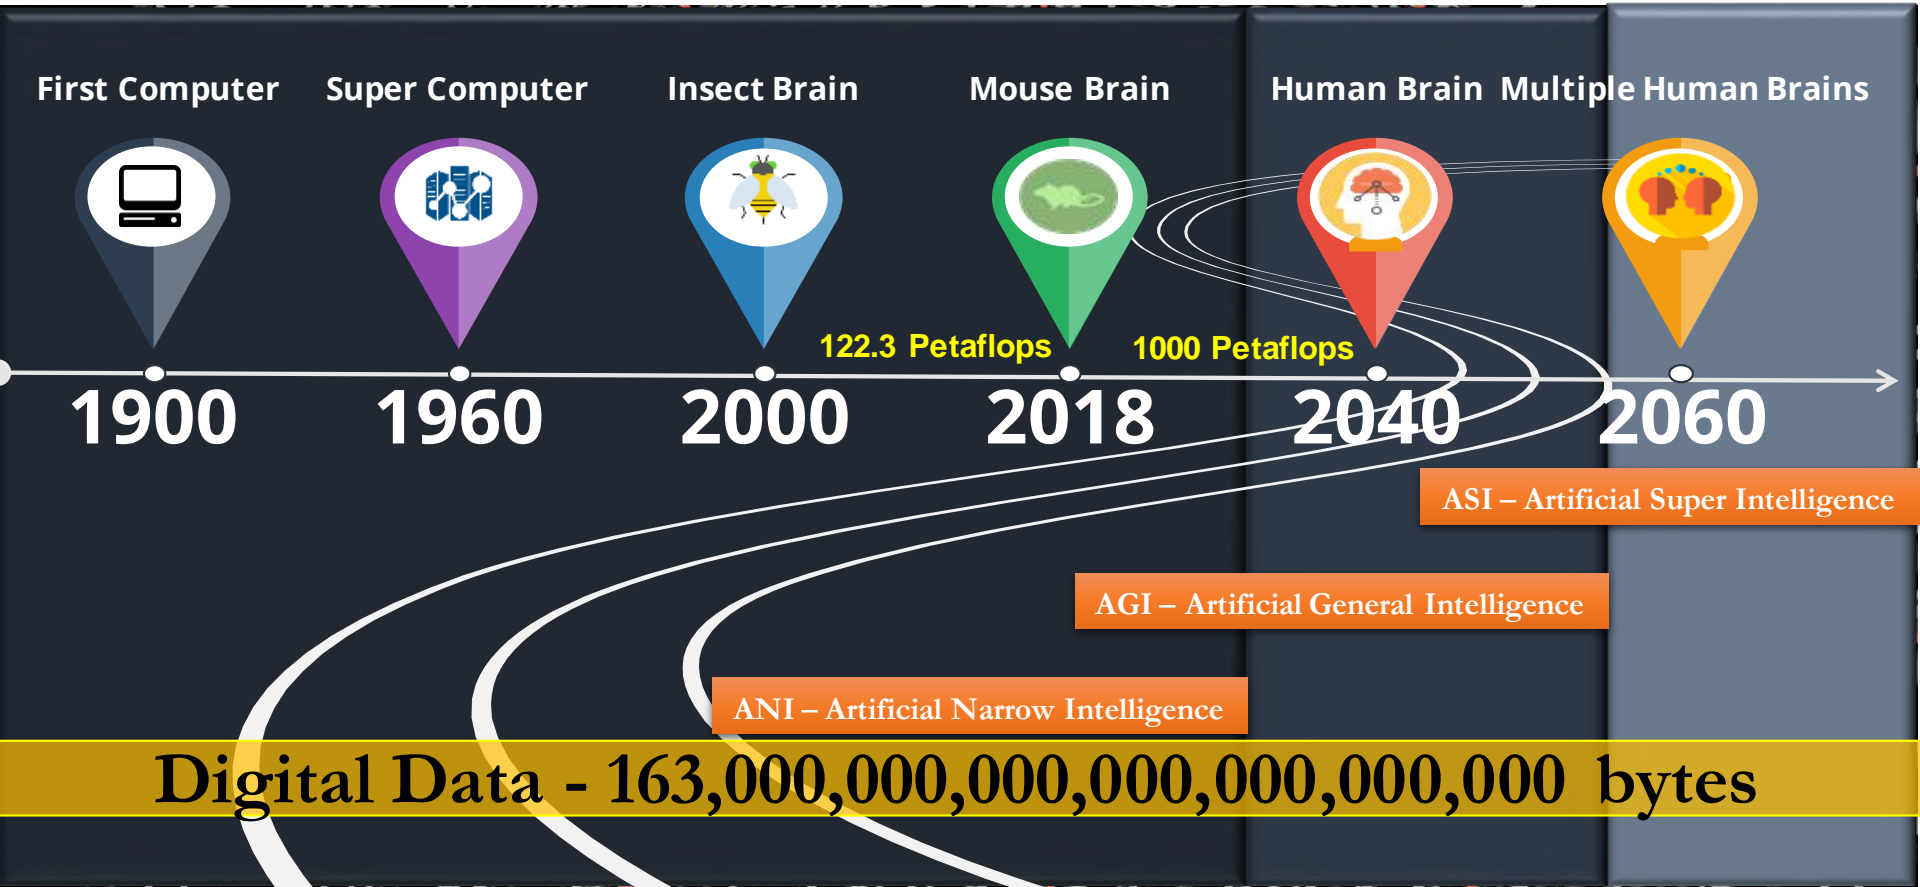 First Computer
Super Computer
Insect Brain
Mouse Brain
Human Brain
Multiple Human Brains
122.3 Petaflops
1000 Petaflops
1900
1960
2000
2018
2040
2060
ASI – Artificial Super Intelligence
AGI – Artificial General Intelligence
ANI – Artificial Narrow Intelligence
Digital Data - 163,000,000,000,000,000,000,000 bytes